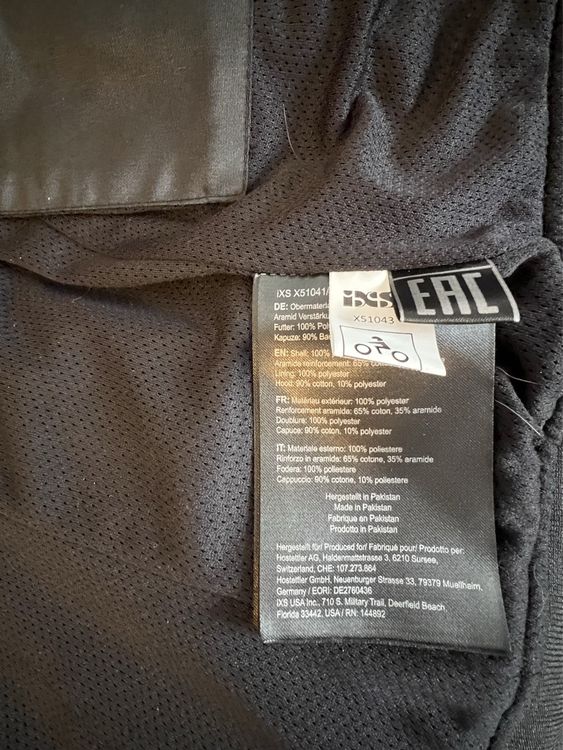 iXS X51041/
iXS
X51043
EAC
DE: Obermateria
Aramid Verstärku
Futter: 100% Poly
Kapuze: 90% Ba
EN: Shell: 100%
Aramide reinforcement: 65% co
Lining: 100% polyester
Hood: 90% cotton, 10% polyester
FR: Matériau extérieur: 100% polyester
Renforcement aramide: 65% coton, 35% aramide
Doublure: 100% polyester
Capuce: 90% coton, 10% polyester
IT: Materiale esterno: 100% poliestere
Rinforzo in aramide: 65% cotone, 35% aramide
Fodera: 100% poliestere
Cappuccio: 90% cotone, 10% poliestere
Hergestellt in Pakistan
Made in Pakistan
Fabriqué en Pakistan
Prodotto in Pakistan
Hergestellt für/ Produced for/ Fabriqué pour/ Prodotto per:
Hostettler AG, Haldenmattstrasse 3, 6210 Sursee,
Switzerland, CHE: 107.273.864
Hostettler GmbH, Neuenburger Strasse 33, 79379 Muellheim,
Germany / EORI: DE2760436
iXS USA Inc., 710 S. Military Trail, Deerfield Beach,
Florida 33442, USA / RN: 144892